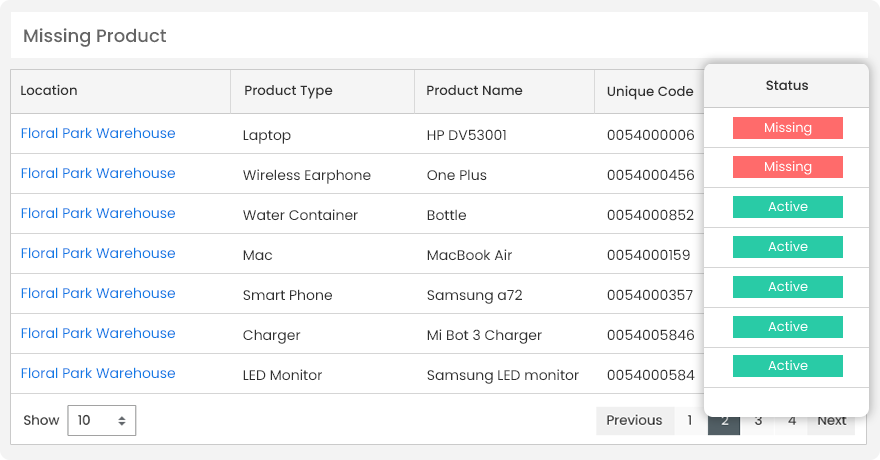 Missing Product
Location Product Type Product Name Unique Code Status
Floral Park Warehouse Laptop HP DV53001 0054000006 Missing
Floral Park Warehouse Wireless Earphone One Plus 0054000456 Missing
Floral Park Warehouse Water Container Bottle 0054000852 Active
Floral Park Warehouse Mac MacBook Air 0054000159 Active
Floral Park Warehouse Smart Phone Samsung a72 0054000357 Active
Floral Park Warehouse Charger Mi Bot 3 Charger 0054005846 Active
Floral Park Warehouse LED Monitor Samsung LED monitor 0054000584 Active
Show 10 Previous 1 2 3 4 Next